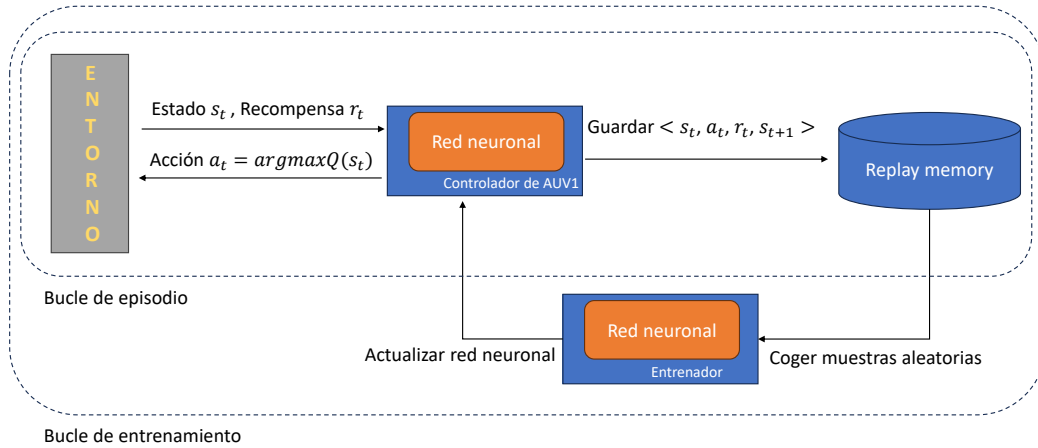 ENTORNO
Estado s_t , Recompensa r_t
Acción a_t = argmaxQ(s_t)
Red neuronal
Controlador de AUV1
Guardar < s_t, a_t, r_t, s_{t+1} >
Replay memory
Bucle de episodio
Red neuronal
Entrenador
Actualizar red neuronal
Coger muestras aleatorias
Bucle de entrenamiento